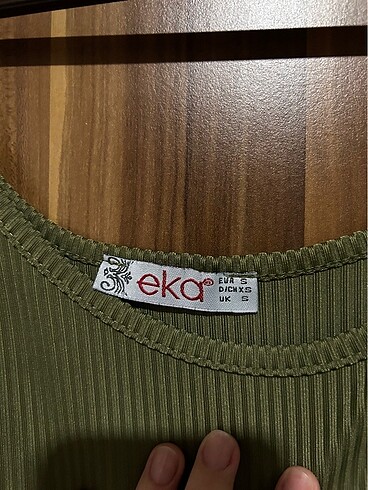 eka®
EUR S
D/CH XS
UK S